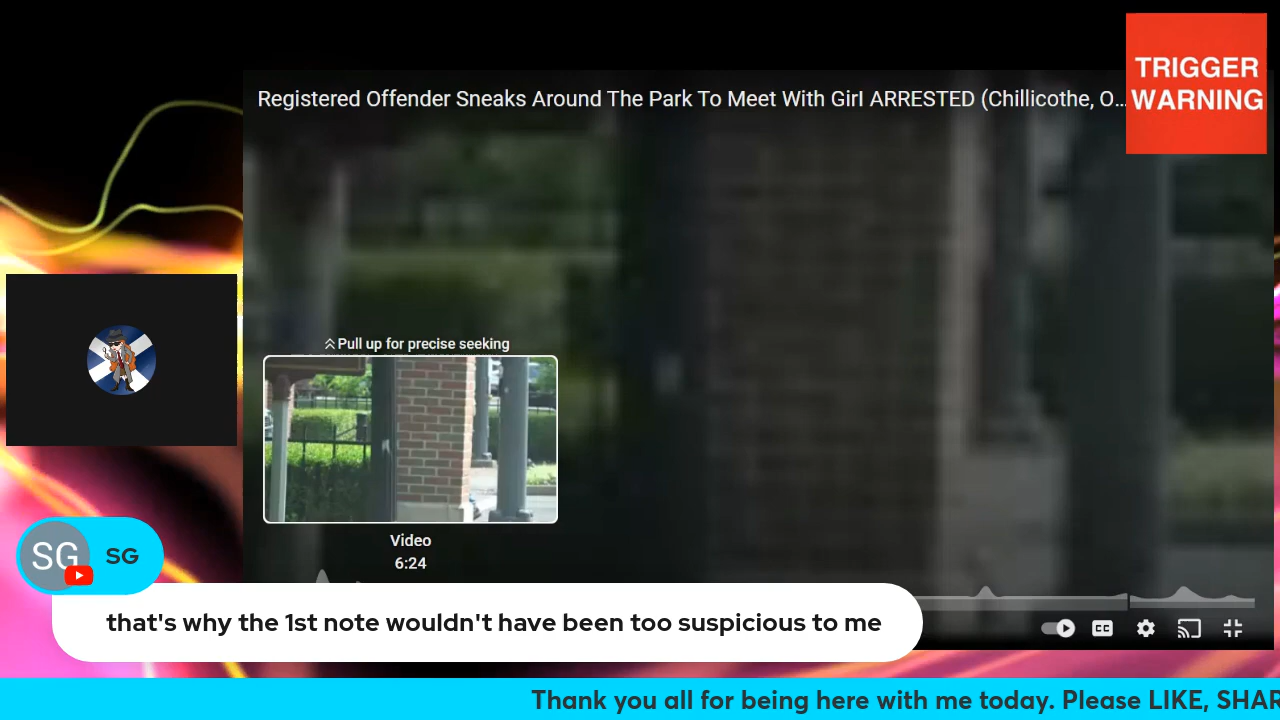 TRIGGER
WARNING
Registered Offender Sneaks Around The Park To Meet With Girl ARRESTED (Chillicothe, O...
Pull up for precise seeking
Video
6:24
CC
SG
SG
that's why the 1st note wouldn't have been too suspicious to me
Thank you all for being here with me today. Please LIKE, SHAR